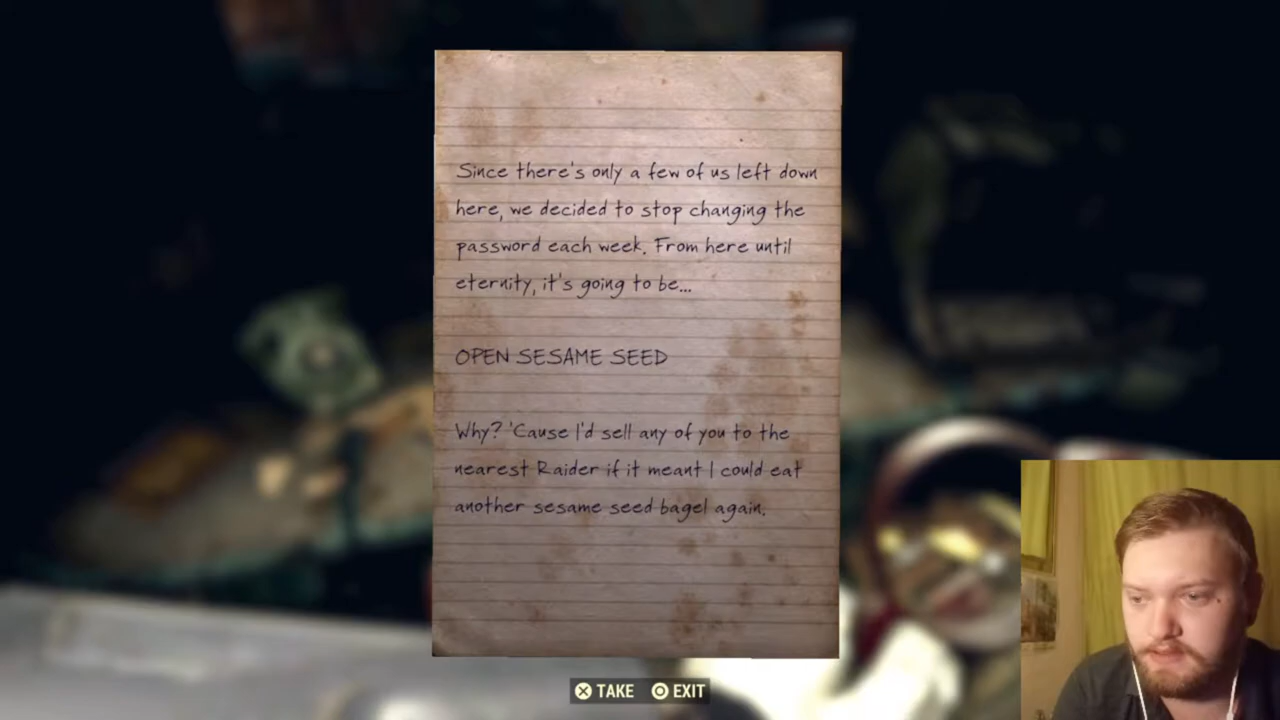 Since there's only a few of us left down
here, we decided to stop changing the
password each week. From here until
eternity, it's going to be...
OPEN SESAME SEED
Why? 'Cause I'd sell any of you to the
nearest Raider if it meant I could eat
another sesame seed bagel again.
TAKE EXIT